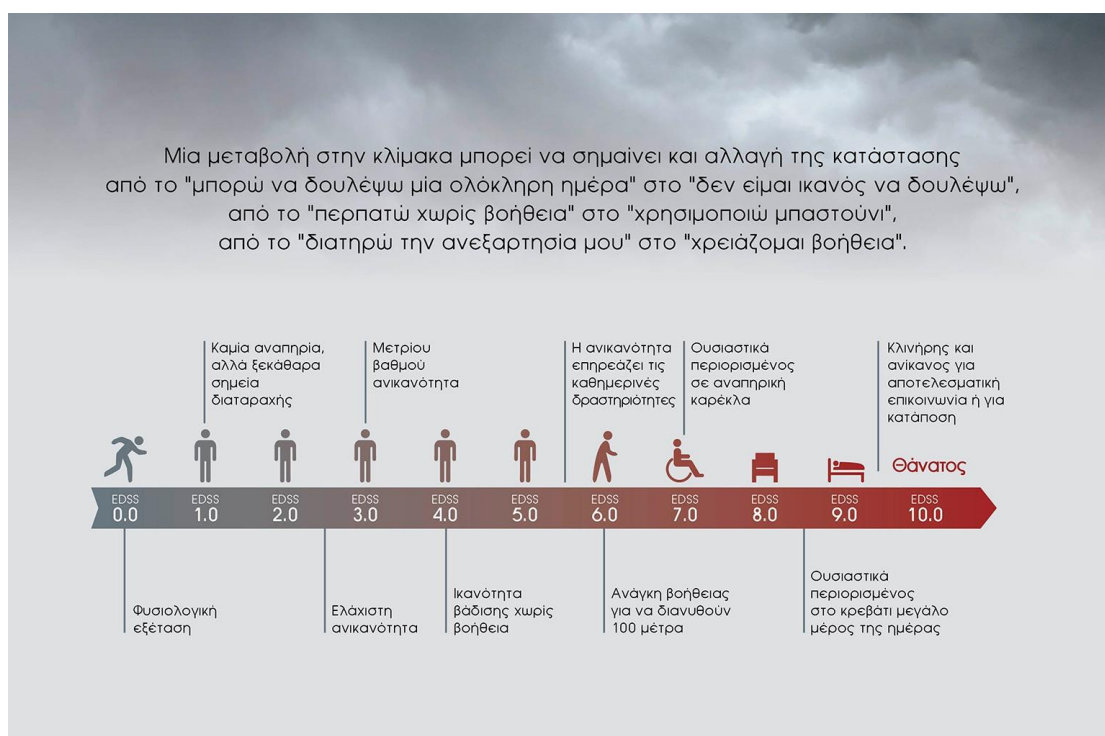 Μία μεταβολή στην κλίμακα μπορεί να σημαίνει και αλλαγή της κατάστασης
από το "μπορώ να δουλέψω μία ολόκληρη ημέρα" στο "δεν είμαι ικανός να δουλέψω",
από το "περπατώ χωρίς βοήθεια" στο "χρησιμοποιώ μπαστούνι",
από το "διατηρώ την ανεξαρτησία μου" στο "χρειάζομαι βοήθεια".
Καμία αναπηρία,
αλλά ξεκάθαρα
σημεία
διαταραχής
Μετρίου
βαθμού
ανικανότητα
Η ανικανότητα
επηρεάζει τις
καθημερινές
δραστηριότητες
Ουσιαστικά
περιορισμένος
σε αναπηρική
καρέκλα
Κλινήρης και
ανίκανος για
αποτελεσματική
επικοινωνία ή για
κατάποση
Θάνατος
EDSS
0.0
EDSS
1.0
EDSS
2.0
EDSS
3.0
EDSS
4.0
EDSS
5.0
EDSS
6.0
EDSS
7.0
EDSS
8.0
EDSS
9.0
EDSS
10.0
Φυσιολογική
εξέταση
Ελάχιστη
ανικανότητα
Ικανότητα
βάδισης χωρίς
βοήθεια
Ανάγκη βοήθειας
για να διανυθούν
100 μέτρα
Ουσιαστικά
περιορισμένος
στο κρεβάτι μεγάλο
μέρος της ημέρας